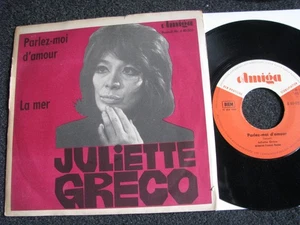 Parlez-moi
d'amour
Amiga
La mer
JULIETTE
GRECO
Amiga
Parlez-moi d'amour